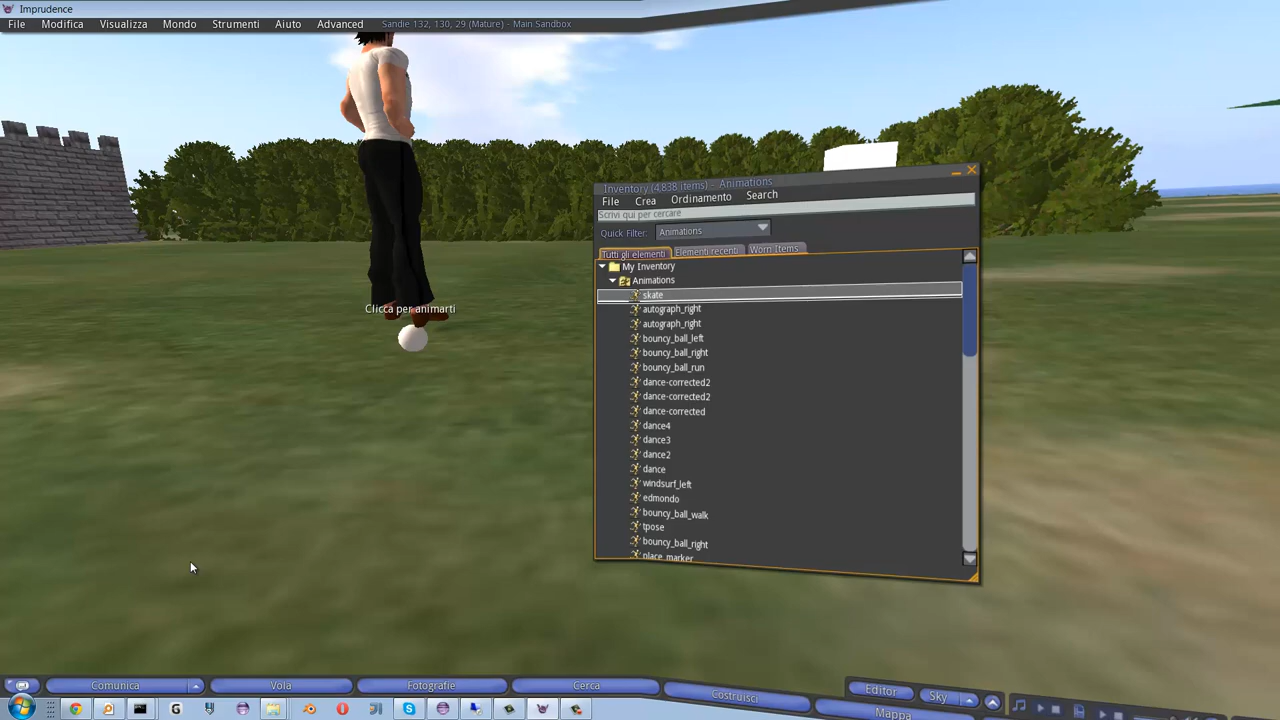 Imprudence
File Modifica Visualizza Mondo Strumenti Aiuto Advanced Sandie 132, 130, 29 (Mature) - Main Sandbox
Inventory (4,838 items) - Animations
File Crea Ordinamento Search
Scrivi qui per cercare
Quick Filter: Animations
Tutti gli elementi Elementi recenti Worn Items
My Inventory
Animations
skate
autograph_right
autograph_right
bouncy_ball_left
bouncy_ball_right
bouncy_ball_run
dance-corrected2
dance-corrected2
dance-corrected
dance4
dance3
dance2
dance
windsurf_left
edmondo
bouncy_ball_walk
tpose
bouncy_ball_right
place_marker
Clicca per animarti
Comunica Vola Fotografie Cerca Costruisci Editor Sky
Mappa